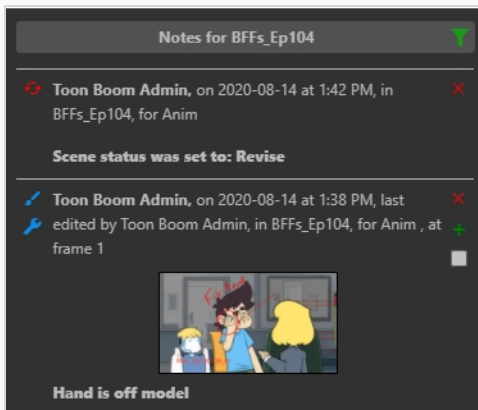 Notes for BFFs_Ep104
Toon Boom Admin, on 2020-08-14 at 1:42 PM, in
BFFs_Ep104, for Anim
Scene status was set to: Revise
Toon Boom Admin, on 2020-08-14 at 1:38 PM, last
edited by Toon Boom Admin, in BFFs_Ep104, for Anim , at
frame 1
Hand is off model